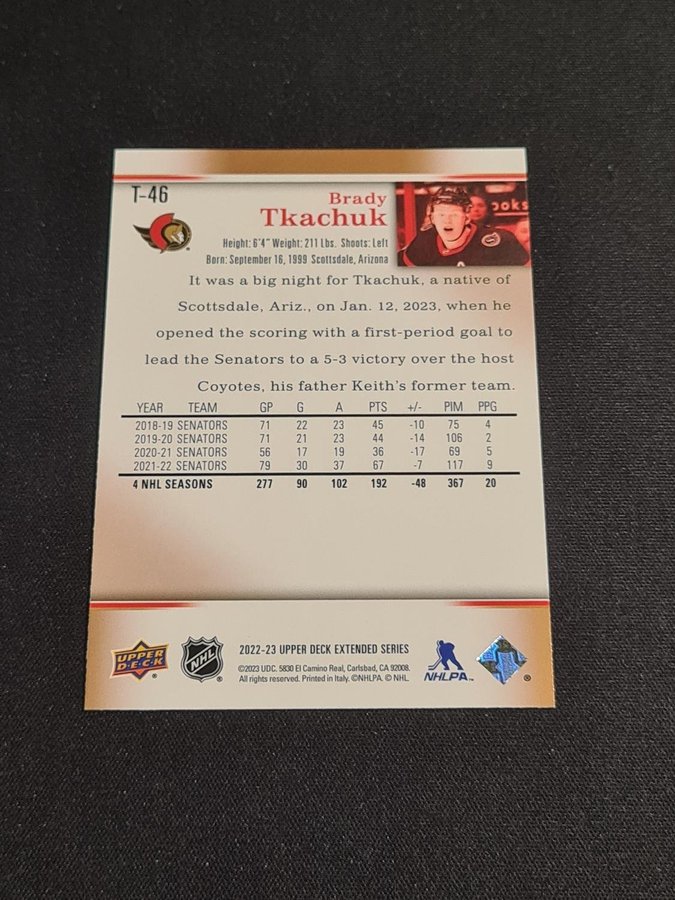 T-46
Brady
Tkachuk
Height: 6'4" Weight: 211 Lbs. Shoots: Left
Born: September 16, 1999 Scottsdale, Arizona
It was a big night for Tkachuk, a native of
Scottsdale, Ariz., on Jan. 12, 2023, when he
opened the scoring with a first-period goal to
lead the Senators to a 5-3 victory over the host
Coyotes, his father Keith's former team.
YEAR TEAM GP G A PTS +/- PIM PPG
2018-19 SENATORS 71 22 23 45 -10 75 4
2019-20 SENATORS 71 21 23 44 -14 106 2
2020-21 SENATORS 56 17 19 36 -17 69 5
2021-22 SENATORS 79 30 37 67 -7 117 9
4 NHL SEASONS 277 90 102 192 -48 367 20
UPPER DECK ®
NHL ®
2022-23 UPPER DECK EXTENDED SERIES
©2023 UDC. 5830 El Camino Real, Carlsbad, CA 92008.
All rights reserved. Printed in Italy. ©NHLPA. © NHL.
NHLPA™
®